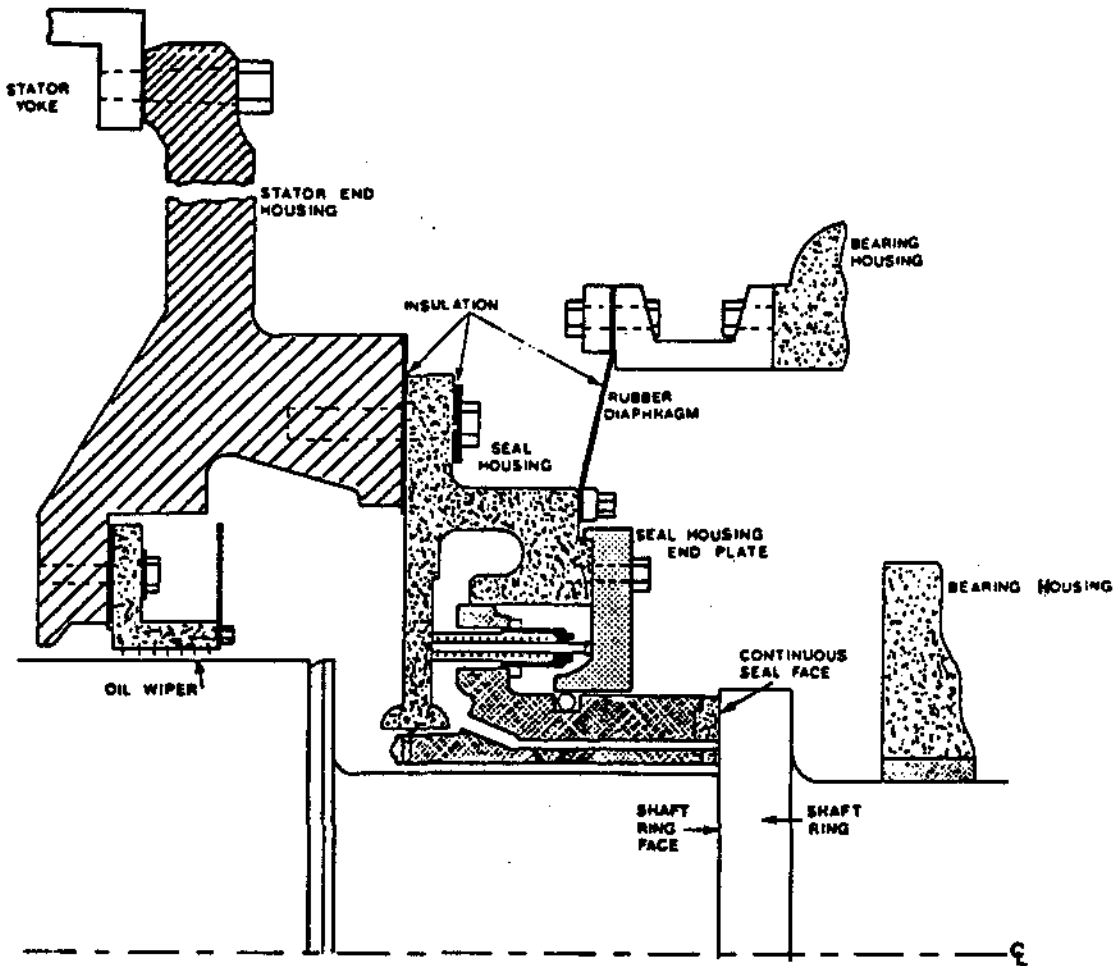 STATOR
YOKE
STATOR END
HOUSING
BEARING
HOUSING
INSULATION
RUBBER
DIAPHRAGM
SEAL
HOUSING
SEAL HOUSING
END PLATE
BEARING HOUSING
CONTINUOUS
SEAL FACE
OIL WIPER
SHAFT
RING
FACE
SHAFT
RING
℄